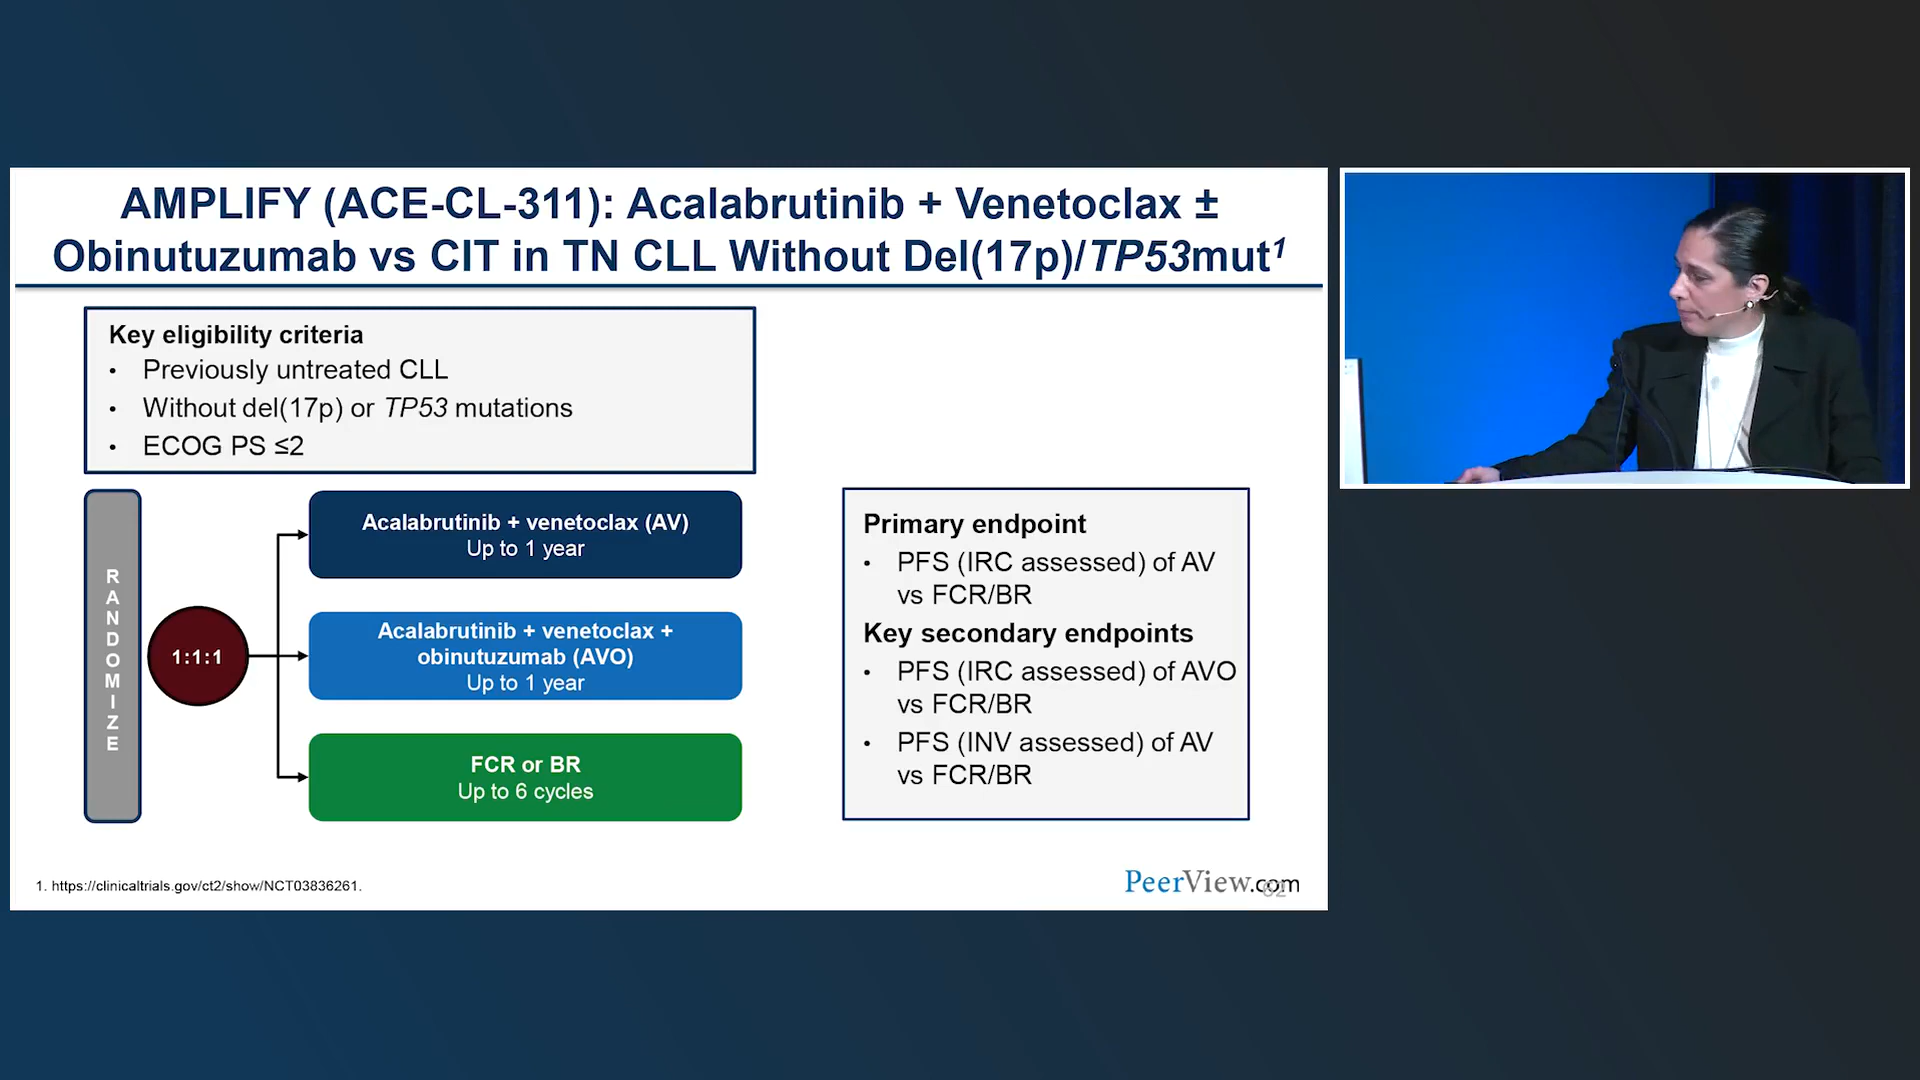 AMPLIFY (ACE-CL-311): Acalabrutinib + Venetoclax ±
Obinutuzumab vs CIT in TN CLL Without Del(17p)/TP53mut¹
Key eligibility criteria
• Previously untreated CLL
• Without del(17p) or TP53 mutations
• ECOG PS ≤2
RANDOMIZE
1:1:1
Acalabrutinib + venetoclax (AV)
Up to 1 year
Acalabrutinib + venetoclax +
obinutuzumab (AVO)
Up to 1 year
FCR or BR
Up to 6 cycles
Primary endpoint
• PFS (IRC assessed) of AV
vs FCR/BR
Key secondary endpoints
• PFS (IRC assessed) of AVO
vs FCR/BR
• PFS (INV assessed) of AV
vs FCR/BR
1. https://clinicaltrials.gov/ct2/show/NCT03836261.
PeerView.com
62